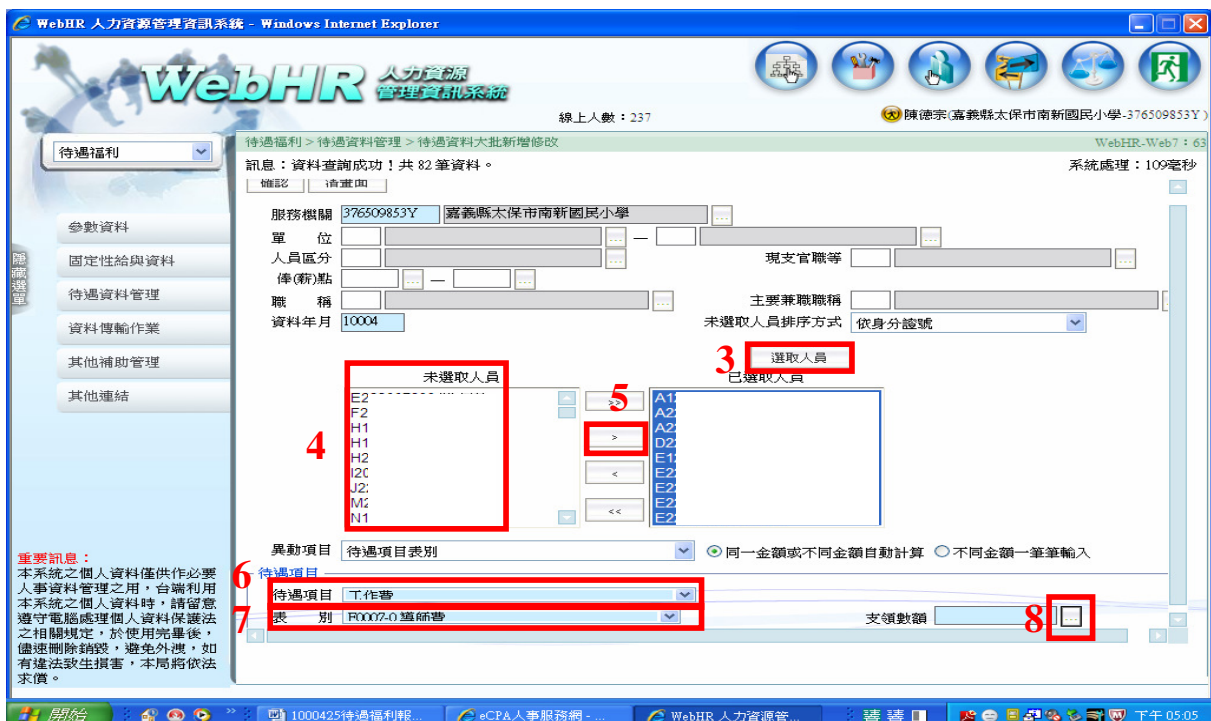 WebHR 人力資源管理資訊系統 - Windows Internet Explorer
WebHR 人力資源
管理資訊系統
線上人數：237
陳德宗(嘉義縣太保市南新國民小學-376509853Y)
待遇福利
待遇福利 > 待遇資料管理 > 待遇資料大批新增修改
WebHR-Web7：63
訊息：資料查詢成功！共 82 筆資料。
系統處理：109毫秒
確認 清畫面
參數資料
固定性給與資料
待遇資料管理
資料傳輸作業
其他補助管理
其他連結
隱藏選單
服務機關 376509853Y 嘉義縣太保市南新國民小學 ...
單 位 ... — ...
人員區分 ... 現支官職等 ...
俸(薪)點 ... — ...
職 稱 ... 主要兼職職稱
資料年月 10004 未選取人員排序方式 依身分證號
3 選取人員
未選取人員 已選取人員
4
5
E2
F2
H1
H1
H2
I20
J2
M2
N1
>>
>
<
<<
A1
A2
A2
D2
E1
E2
E2
E2
E2
異動項目 待遇項目表別 同一金額或不同金額自動計算 不同金額一筆筆輸入
6 待遇項目
待遇項目 工作費
7 表 別 F0007-0 導師費 支領數額 8 ...
重要訊息：
本系統之個人資料僅供作必要
人事資料管理之用，台端利用
本系統之個人資料時，請留意
遵守電腦處理個人資料保護法
之相關規定，於使用完畢後，
儘速刪除銷毀，避免外洩，如
有違法致生損害，本局將依法
求償。
開始 1000425待遇福利報... eCPA人事服務網 - ... WebHR 人力資源管... 下午 05:05